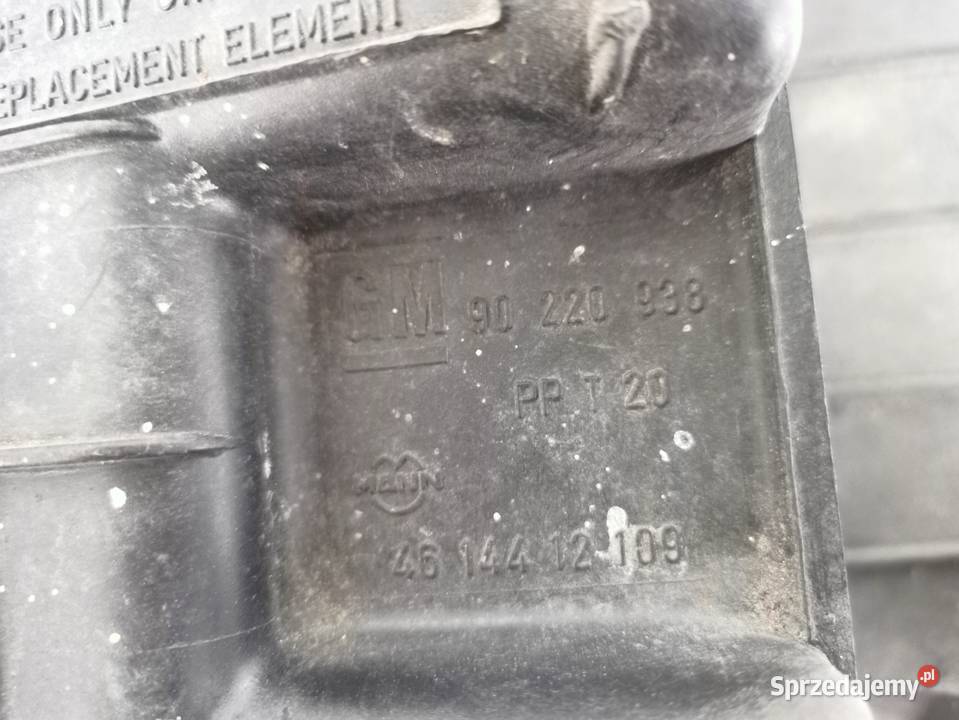 SE ONLY
EPLACEMENT ELEMENT
GM 90 220 938
PP T 20
MANN
46 144 12 109
Sprzedajemy.pl